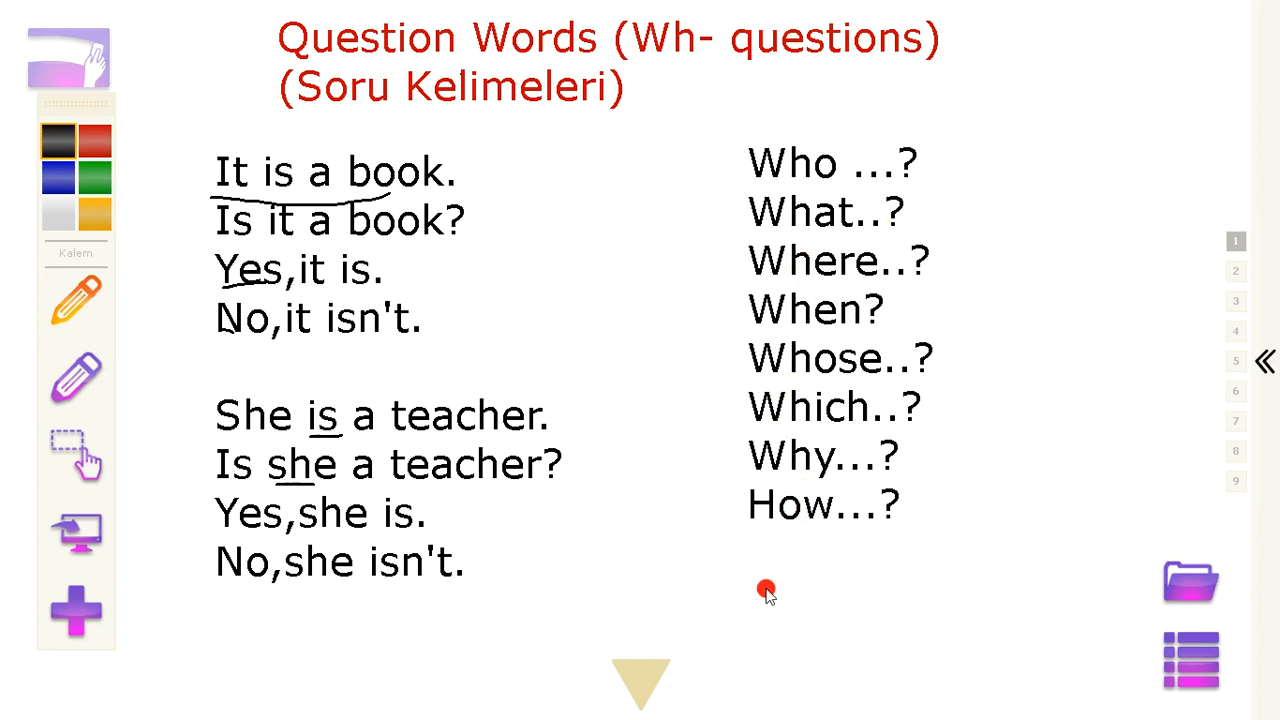 Question Words (Wh- questions)
(Soru Kelimeleri)
It is a book.
Is it a book?
Yes,it is.
No,it isn't.
She is a teacher.
Is she a teacher?
Yes,she is.
No,she isn't.
Who ...?
What..?
Where..?
When?
Whose..?
Which..?
Why...?
How...?
Kalem
1
2
3
4
5
6
7
8
9